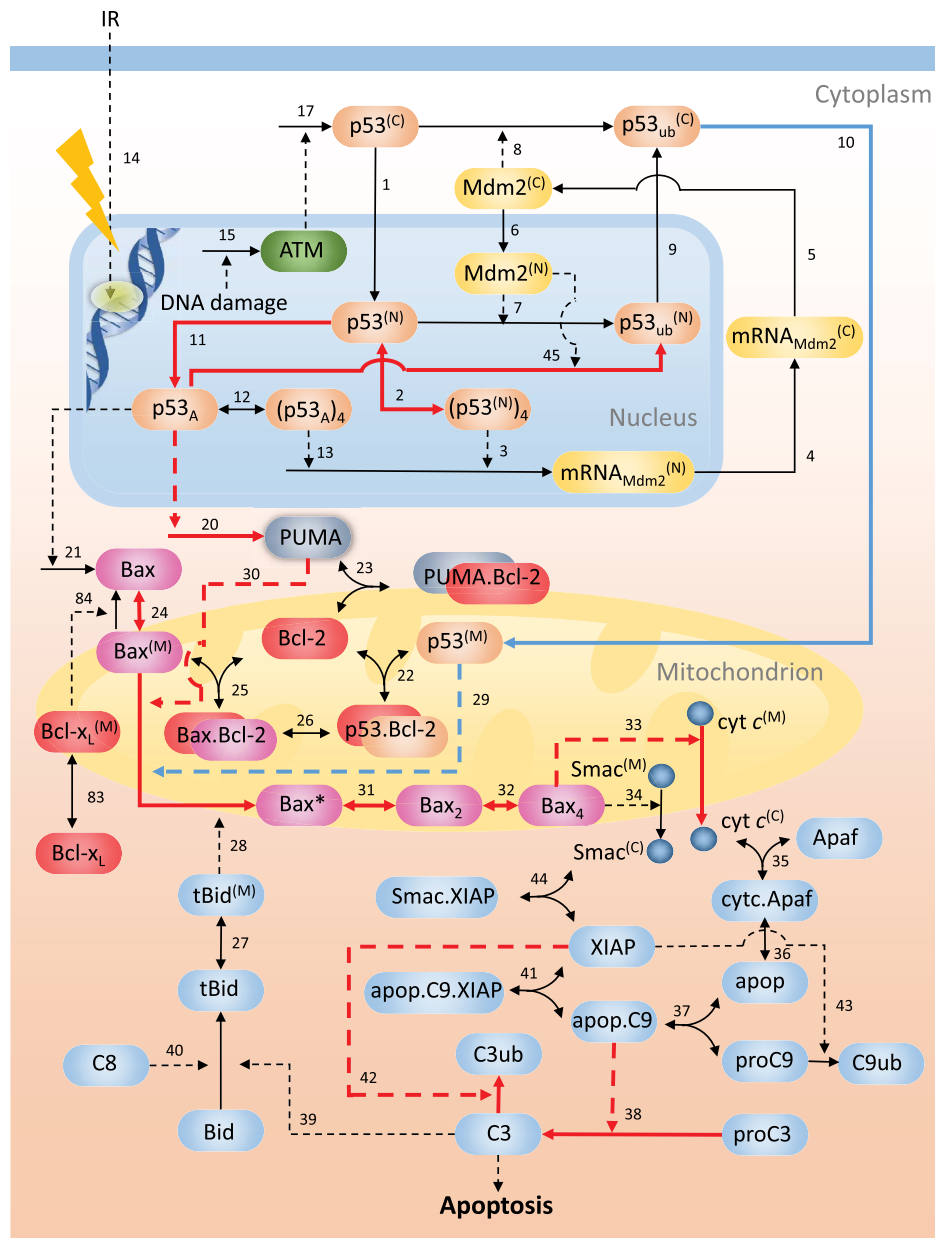 IR
Cytoplasm
17
p53(C)
p53ub(C)
10
14
8
1
Mdm2(C)
15
ATM
6
9
5
Mdm2(N)
DNA damage
7
p53(N)
p53ub(N)
mRNAMdm2(C)
11
45
12
2
p53A
(p53A)4
(p53(N))4
Nucleus
13
3
4
mRNAMdm2(N)
20
PUMA
21
30
23
Bax
PUMA.Bcl-2
84
24
Bcl-2
p53(M)
Bax(M)
Mitochondrion
22
25
29
Bcl-xL(M)
Bax.Bcl-2
26
p53.Bcl-2
33
cyt c(M)
Smac(M)
83
31
32
34
Bax*
Bax2
Bax4
cyt c(C)
Apaf
28
Smac(C)
35
Bcl-xL
44
tBid(M)
Smac.XIAP
cytc.Apaf
27
XIAP
36
41
tBid
apop.C9.XIAP
apop
37
43
apop.C9
C8
40
C3ub
proC9
C9ub
42
39
38
Bid
C3
proC3
Apoptosis